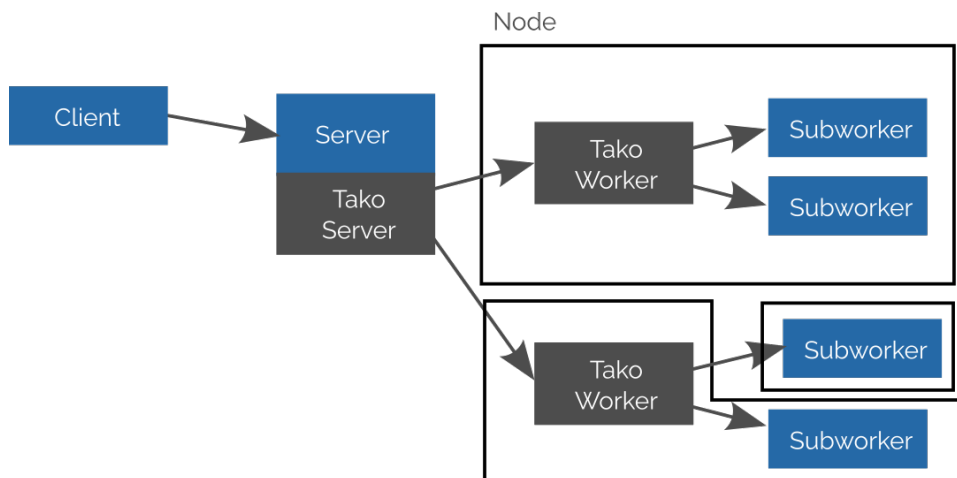 Node
Client
Server
Tako
Server
Tako
Worker
Subworker
Subworker
Tako
Worker
Subworker
Subworker